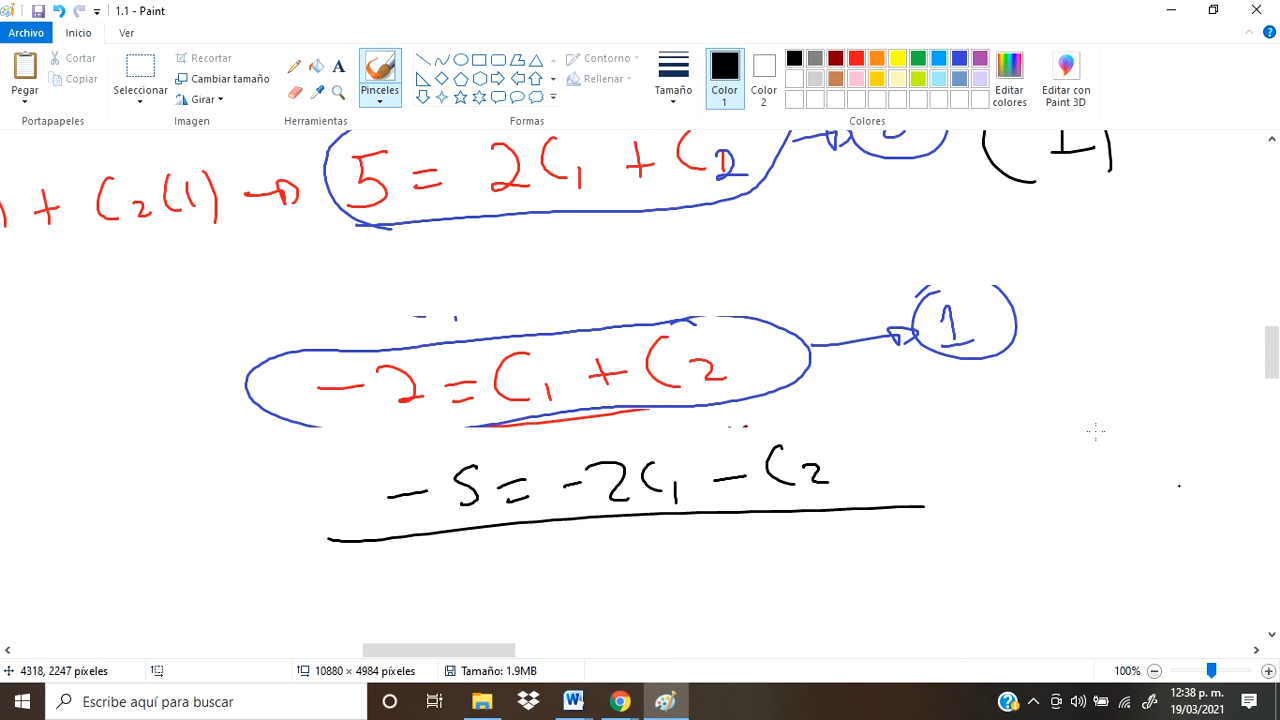 1.1 - Paint
Archivo Inicio Ver
Pegar
Cortar
Copiar
Portapapeles
Seleccionar
Recortar
Cambiar tamaño
Girar
Imagen
A
Herramientas
Pinceles
Contorno
Rellenar
Formas
Tamaño
Color 1
Color 2
Editar colores
Editar con Paint 3D
Colores
+ C2(1) → 5 = 2C1 + C2 →
-2 = C1 + C2 → 1
- 5 = -2C1 - C2
4318, 2247 píxeles 10880 × 4984 píxeles Tamaño: 1.9MB 100%
Escribe aquí para buscar
12:38 p. m.
19/03/2021